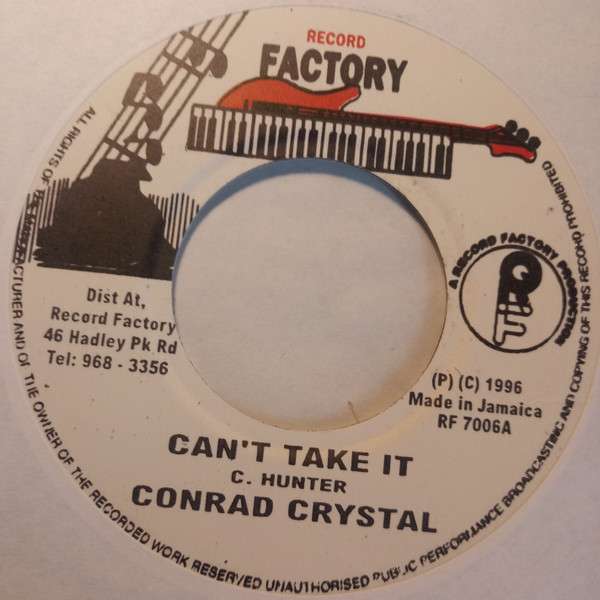 RECORD
FACTORY
Dist At,
Record Factory
46 Hadley Pk Rd
Tel: 968 - 3356
A RECORD FACTORY PRODUCTION
(P) (C) 1996
Made in Jamaica
RF 7006A
CAN'T TAKE IT
C. HUNTER
CONRAD CRYSTAL
ALL RIGHTS OF THE MANUFACTURER AND OF THE OWNER OF THE RECORDED WORK RESERVED UNAUTHORISED PUBLIC PERFORMANCE BROADCASTING AND COPYING OF THIS RECORD PROHIBITED